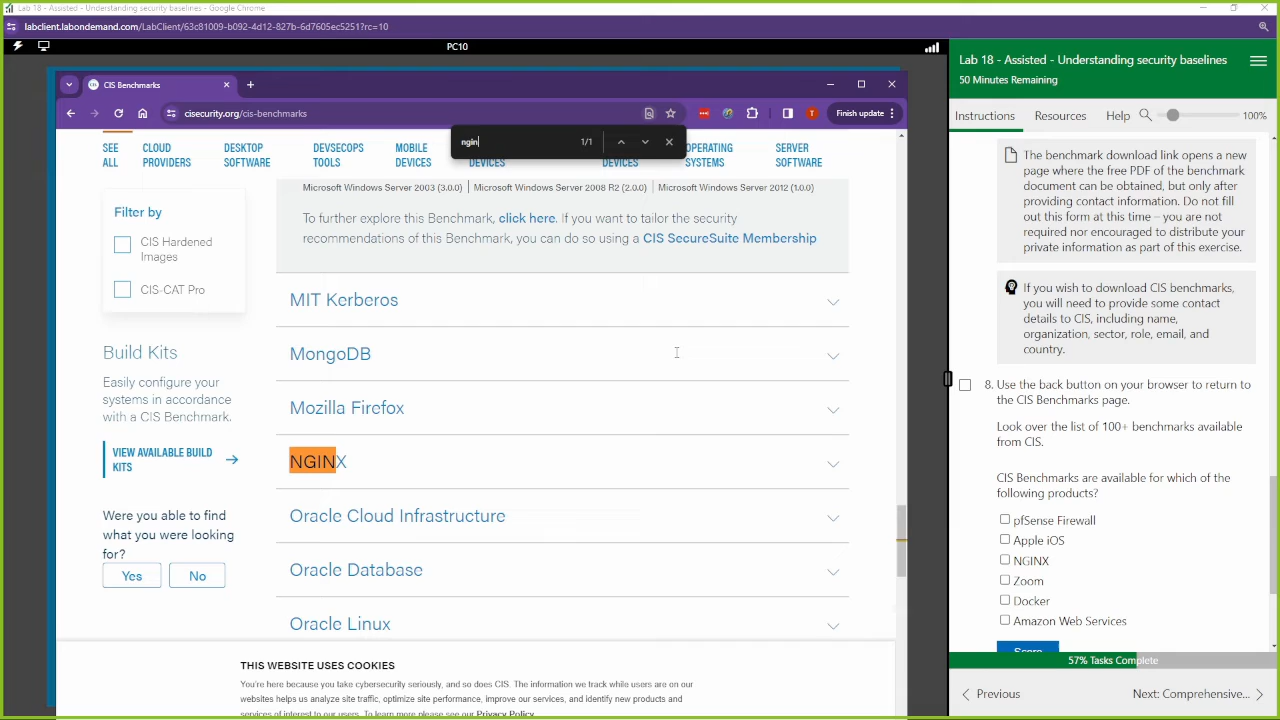 Lab 18 - Assisted - Understanding security baselines - Google Chrome
labclient.labondemand.com/LabClient/63c81009-b092-4d12-827b-6d7605ec5251?rc=10
PC10
CIS Benchmarks
cisecurity.org/cis-benchmarks
Finish update
ngin
1/1
SEE ALL
CLOUD PROVIDERS
DESKTOP SOFTWARE
DEVSECOPS TOOLS
MOBILE DEVICES
DEVICES
DEVICES
OPERATING SYSTEMS
SERVER SOFTWARE
Filter by
CIS Hardened
Images
CIS-CAT Pro
Build Kits
Easily configure your
systems in accordance
with a CIS Benchmark.
VIEW AVAILABLE BUILD
KITS
Were you able to find
what you were looking
for?
Yes
No
Microsoft Windows Server 2003 (3.0.0) | Microsoft Windows Server 2008 R2 (2.0.0) | Microsoft Windows Server 2012 (1.0.0)
To further explore this Benchmark, click here. If you want to tailor the security
recommendations of this Benchmark, you can do so using a CIS SecureSuite Membership
MIT Kerberos
MongoDB
Mozilla Firefox
NGINX
Oracle Cloud Infrastructure
Oracle Database
Oracle Linux
THIS WEBSITE USES COOKIES
You're here because you take cybersecurity seriously, and so does CIS. The information we track while users are on our
websites helps us analyze site traffic, optimize site performance, improve our services, and identify new products and
services of interest to our users. To learn more please see our Privacy Policy.
Lab 18 - Assisted - Understanding security baselines
50 Minutes Remaining
Instructions
Resources
Help
100%
The benchmark download link opens a new
page where the free PDF of the benchmark
document can be obtained, but only after
providing contact information. Do not fill
out this form at this time – you are not
required nor encouraged to distribute your
private information as part of this exercise.
If you wish to download CIS benchmarks,
you will need to provide some contact
details to CIS, including name,
organization, sector, role, email, and
country.
8. Use the back button on your browser to return to
the CIS Benchmarks page.
Look over the list of 100+ benchmarks available
from CIS.
CIS Benchmarks are available for which of the
following products?
pfSense Firewall
Apple iOS
NGINX
Zoom
Docker
Amazon Web Services
Score
57% Tasks Complete
Previous
Next: Comprehensive...